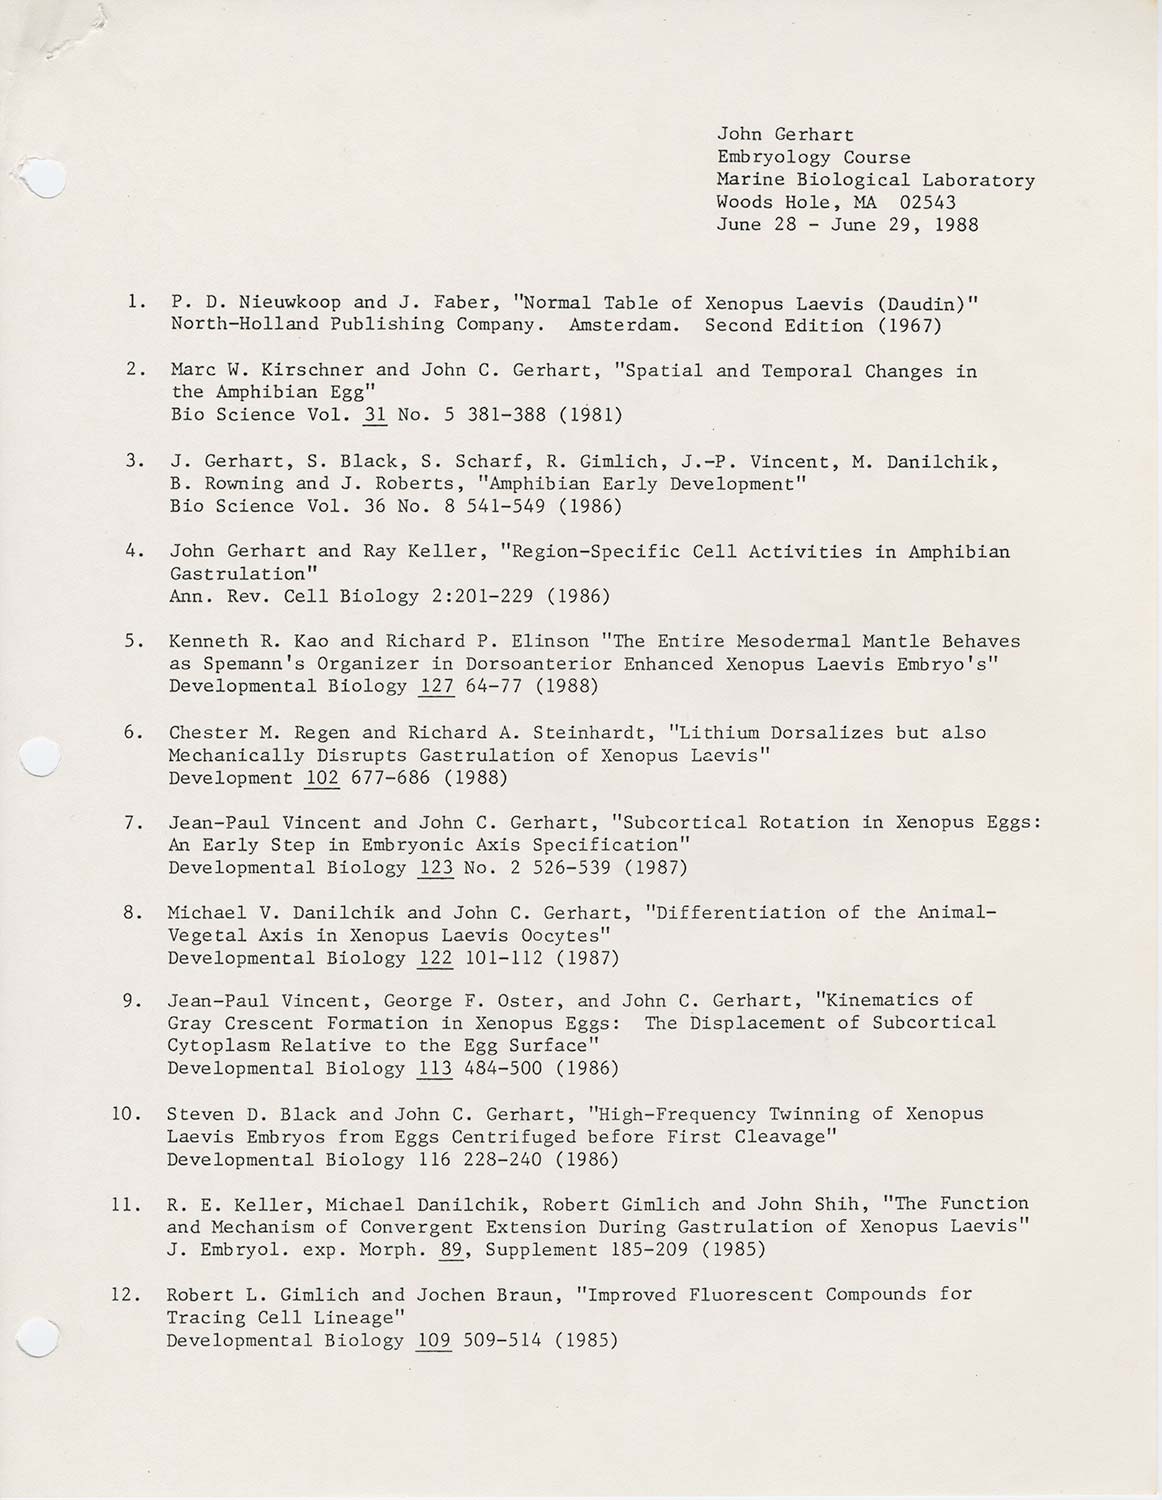 John Gerhart
Embryology Course
Marine Biological Laboratory
Woods Hole, MA  02543
June 28 - June 29, 1988
1. P. D. Nieuwkoop and J. Faber, "Normal Table of Xenopus Laevis (Daudin)"
North-Holland Publishing Company.  Amsterdam.  Second Edition (1967)
2. Marc W. Kirschner and John C. Gerhart, "Spatial and Temporal Changes in
the Amphibian Egg"
Bio Science Vol. 31 No. 5 381-388 (1981)
3. J. Gerhart, S. Black, S. Scharf, R. Gimlich, J.-P. Vincent, M. Danilchik,
B. Rowning and J. Roberts, "Amphibian Early Development"
Bio Science Vol. 36 No. 8 541-549 (1986)
4. John Gerhart and Ray Keller, "Region-Specific Cell Activities in Amphibian
Gastrulation"
Ann. Rev. Cell Biology 2:201-229 (1986)
5. Kenneth R. Kao and Richard P. Elinson "The Entire Mesodermal Mantle Behaves
as Spemann's Organizer in Dorsoanterior Enhanced Xenopus Laevis Embryo's"
Developmental Biology 127 64-77 (1988)
6. Chester M. Regen and Richard A. Steinhardt, "Lithium Dorsalizes but also
Mechanically Disrupts Gastrulation of Xenopus Laevis"
Development 102 677-686 (1988)
7. Jean-Paul Vincent and John C. Gerhart, "Subcortical Rotation in Xenopus Eggs:
An Early Step in Embryonic Axis Specification"
Developmental Biology 123 No. 2 526-539 (1987)
8. Michael V. Danilchik and John C. Gerhart, "Differentiation of the Animal-
Vegetal Axis in Xenopus Laevis Oocytes"
Developmental Biology 122 101-112 (1987)
9. Jean-Paul Vincent, George F. Oster, and John C. Gerhart, "Kinematics of
Gray Crescent Formation in Xenopus Eggs:  The Displacement of Subcortical
Cytoplasm Relative to the Egg Surface"
Developmental Biology 113 484-500 (1986)
10. Steven D. Black and John C. Gerhart, "High-Frequency Twinning of Xenopus
Laevis Embryos from Eggs Centrifuged before First Cleavage"
Developmental Biology 116 228-240 (1986)
11. R. E. Keller, Michael Danilchik, Robert Gimlich and John Shih, "The Function
and Mechanism of Convergent Extension During Gastrulation of Xenopus Laevis"
J. Embryol. exp. Morph. 89, Supplement 185-209 (1985)
12. Robert L. Gimlich and Jochen Braun, "Improved Fluorescent Compounds for
Tracing Cell Lineage"
Developmental Biology 109 509-514 (1985)